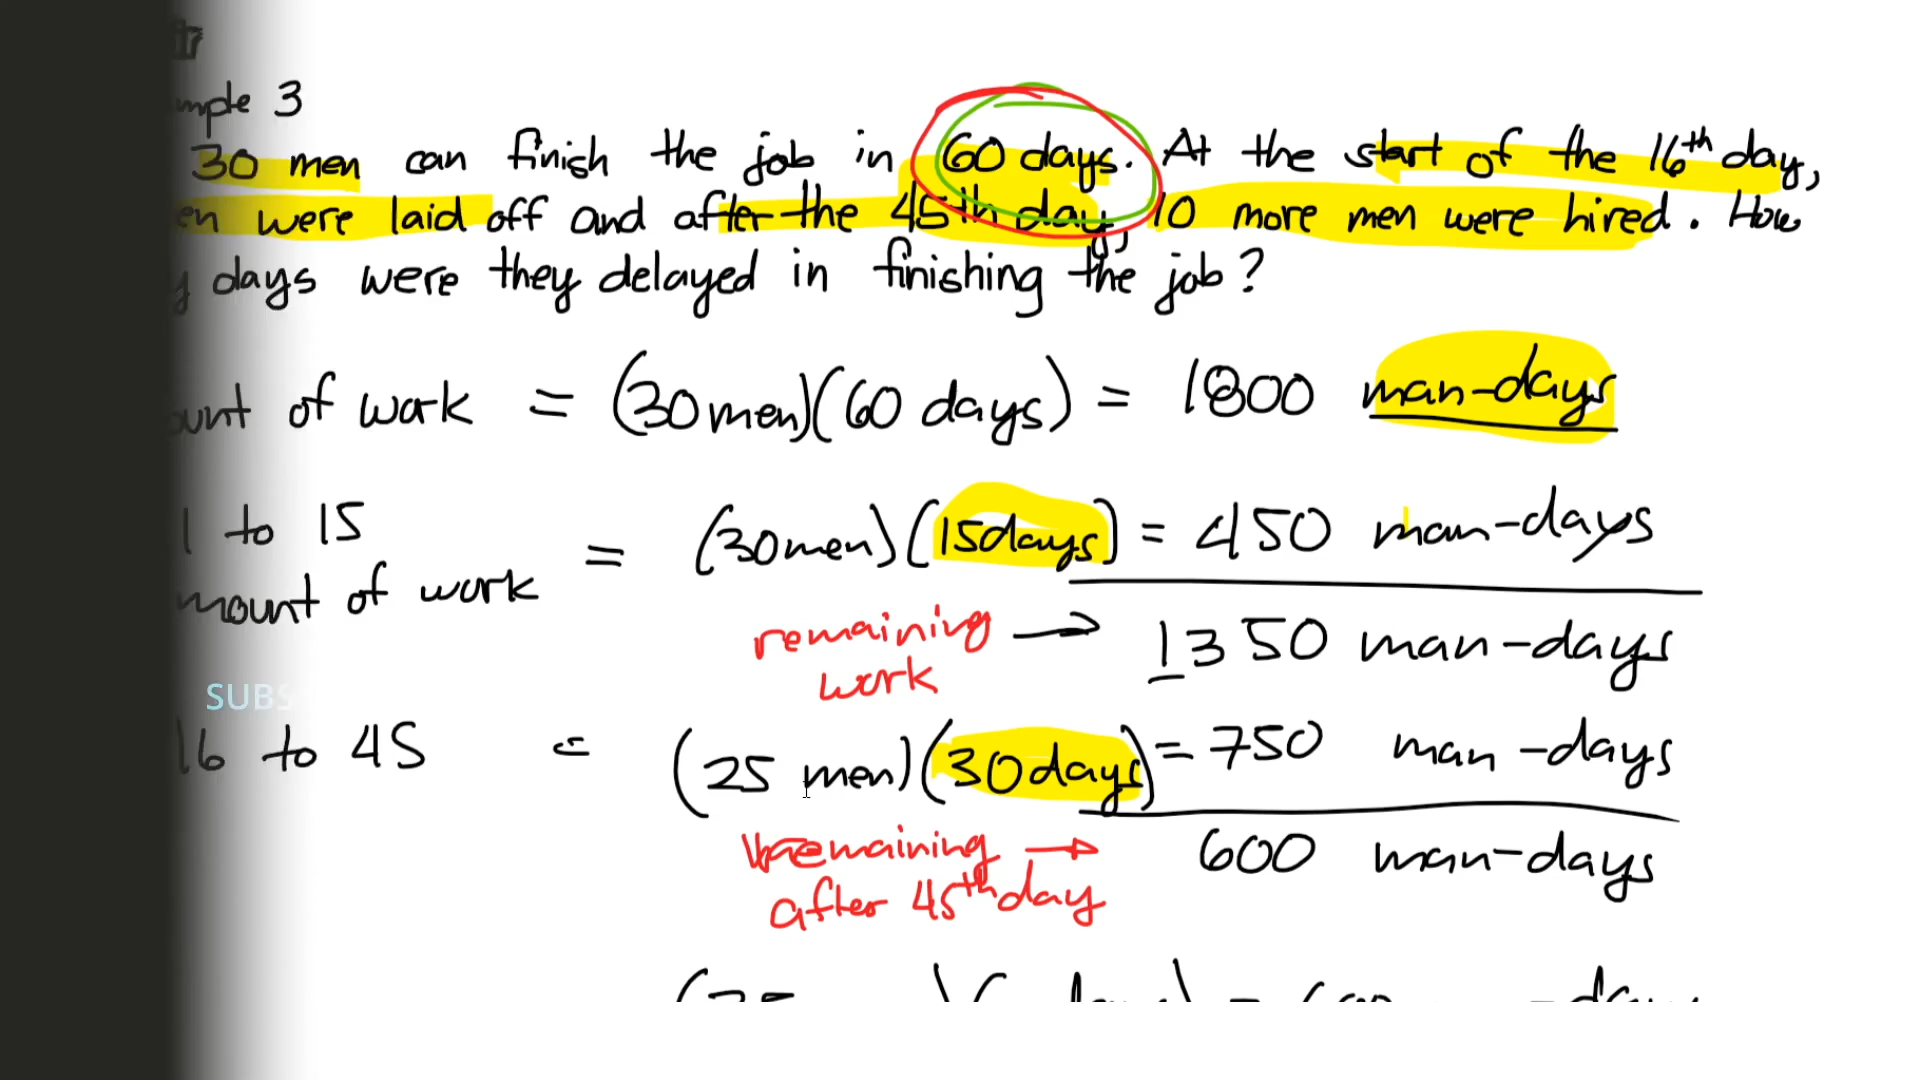 mple 3
30 men can finish the job in 60 days. At the start of the 16th day,
en were laid off and after the 45th day, 10 more men were hired. How
y days were they delayed in finishing the job?
ount of work = (30 men)(60 days) = 1800 man-days
1 to 15
mount of work = (30 men)(15 days) = 450 man-days
remaining work → 1350 man-days
SUBS
16 to 45 = (25 men)(30 days) = 750 man-days
remaining after 45th day → 600 man-days